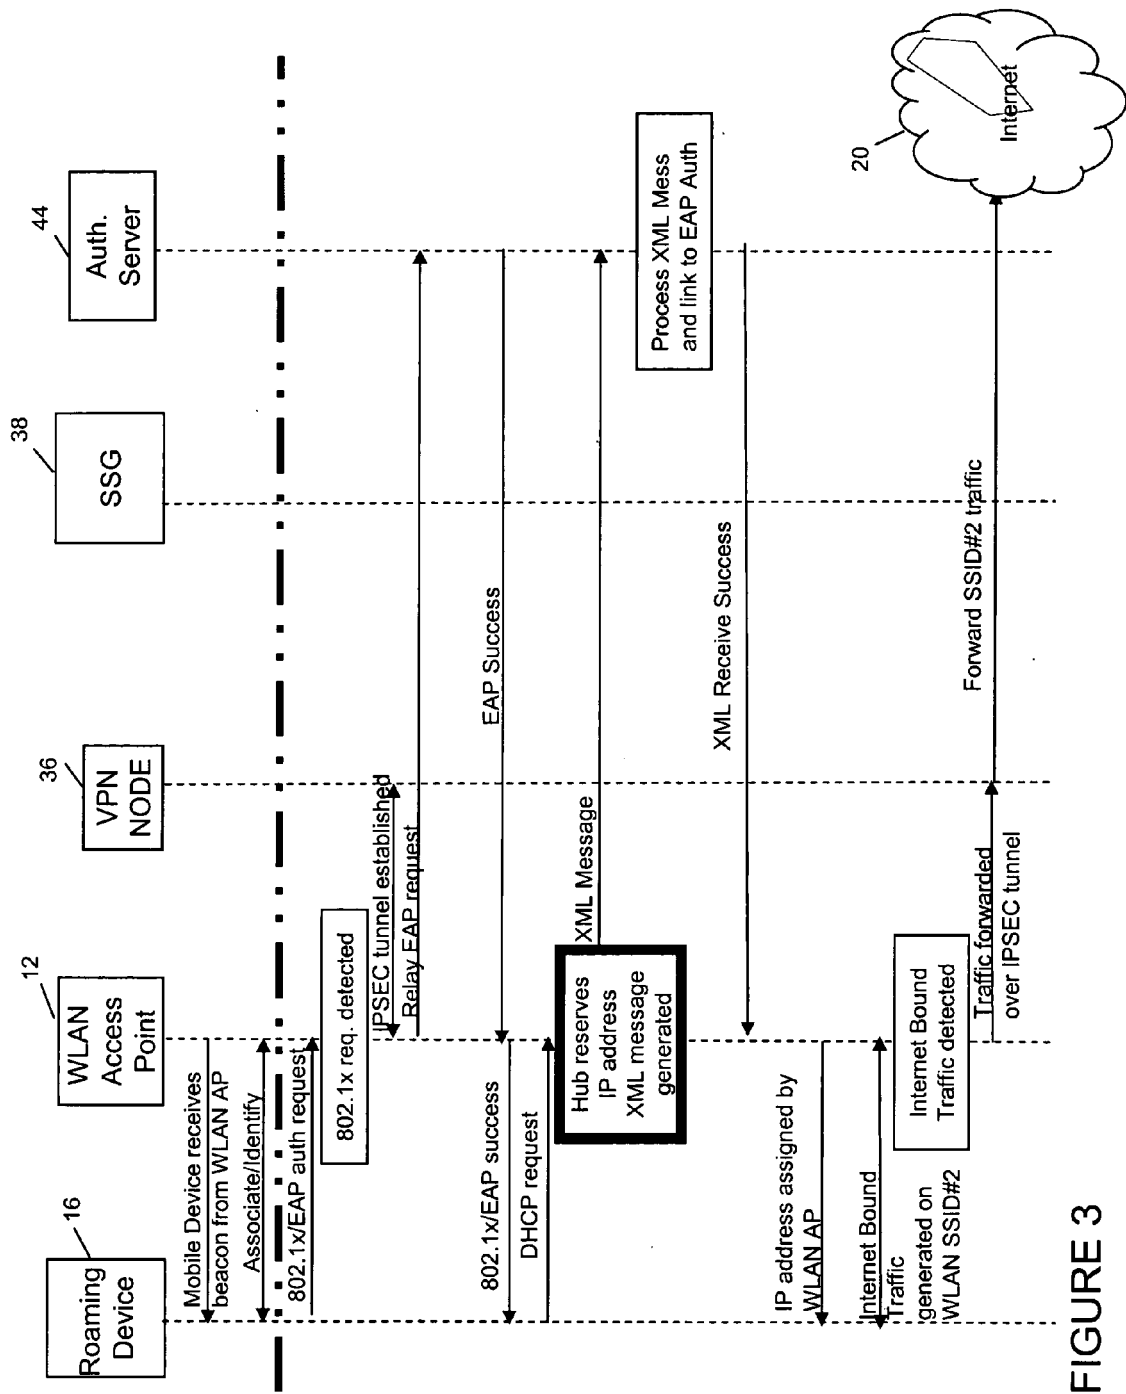 16
Roaming
Device
12
WLAN
Access
Point
36
VPN
NODE
38
SSG
44
Auth.
Server
Mobile Device receives
beacon from WLAN AP
Associate/Identify
802.1x/EAP auth request
802.1x req. detected
IPSEC tunnel established
Relay EAP request
EAP Success
802.1x/EAP success
DHCP request
Hub reserves
IP address
XML message
generated
XML Message
Process XML Mess
and link to EAP Auth
XML Receive Success
IP address assigned by
WLAN AP
Internet Bound
Traffic
generated on
WLAN SSID#2
Internet Bound
Traffic detected
Traffic forwarded
over IPSEC tunnel
Forward SSID#2 traffic
20
Internet
FIGURE 3